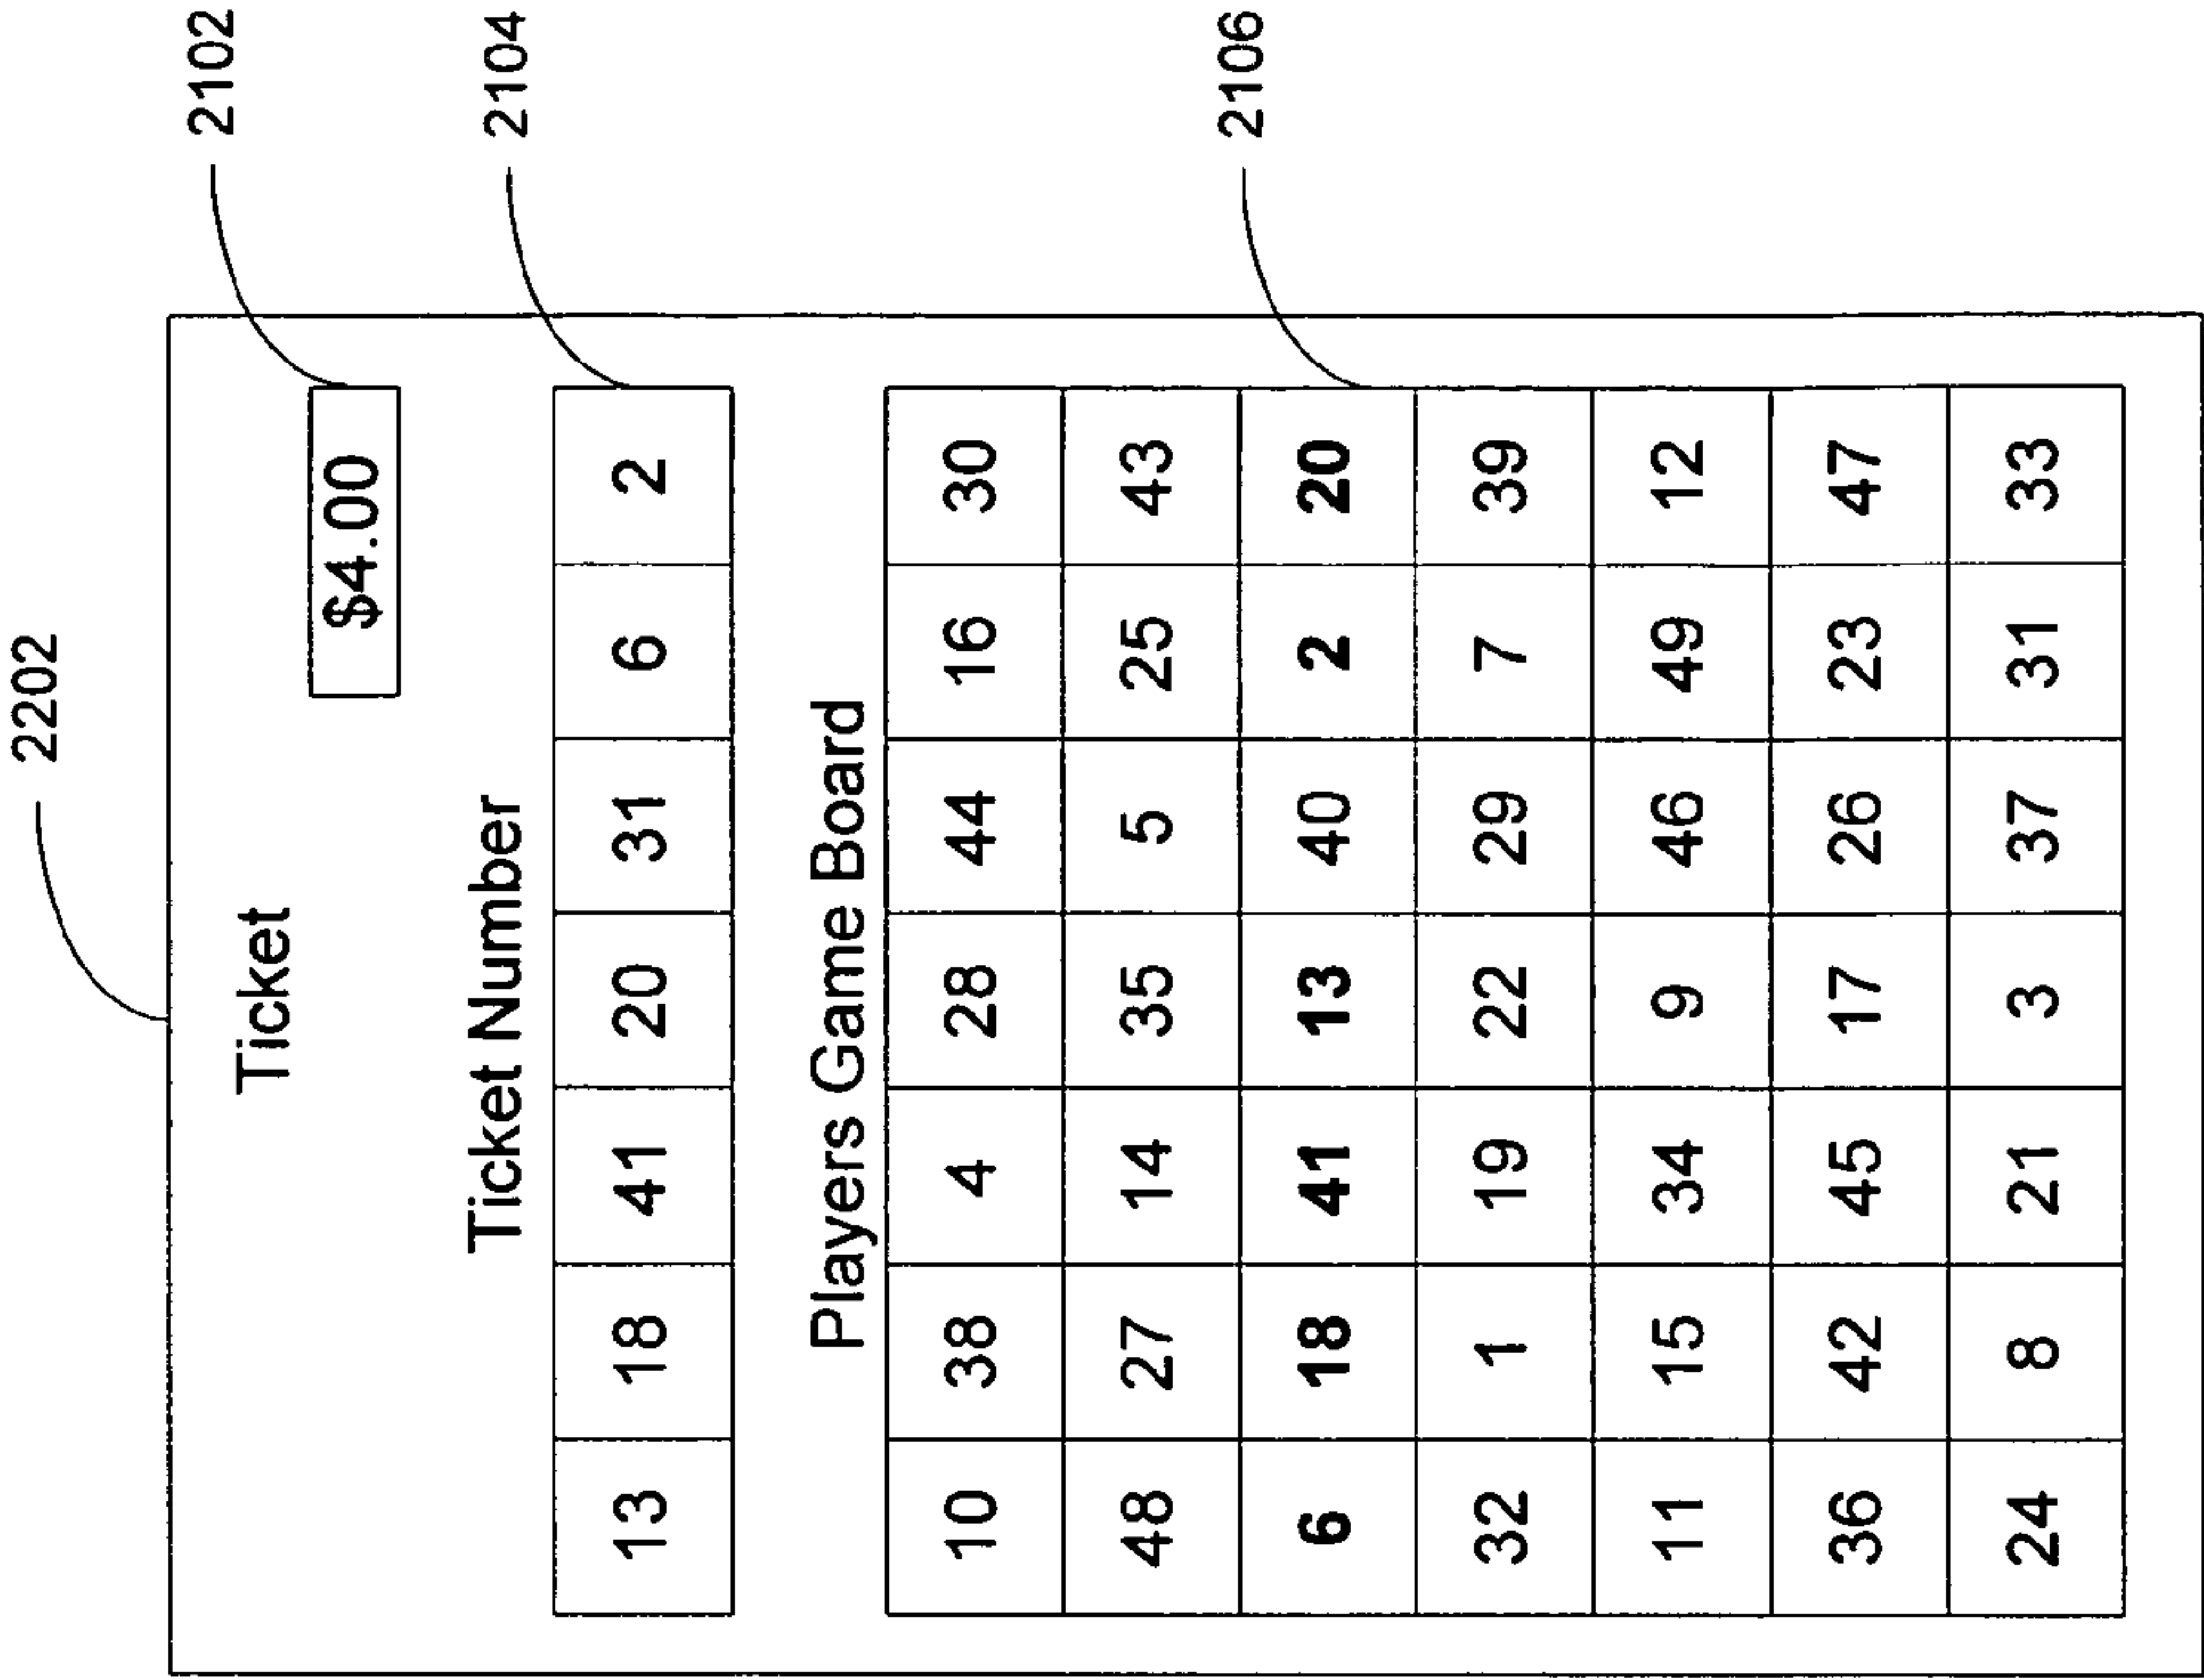 2202
Ticket
2102
$4.00
Ticket Number
2104
13 18 41 20 31 6 2
Players Game Board
10 38 4 28 44 16 30
48 27 14 35 5 25 43
6 18 41 13 40 2 20
2106
32 1 19 22 29 7 39
11 15 34 9 46 49 12
36 42 45 17 26 23 47
24 8 21 3 37 31 33